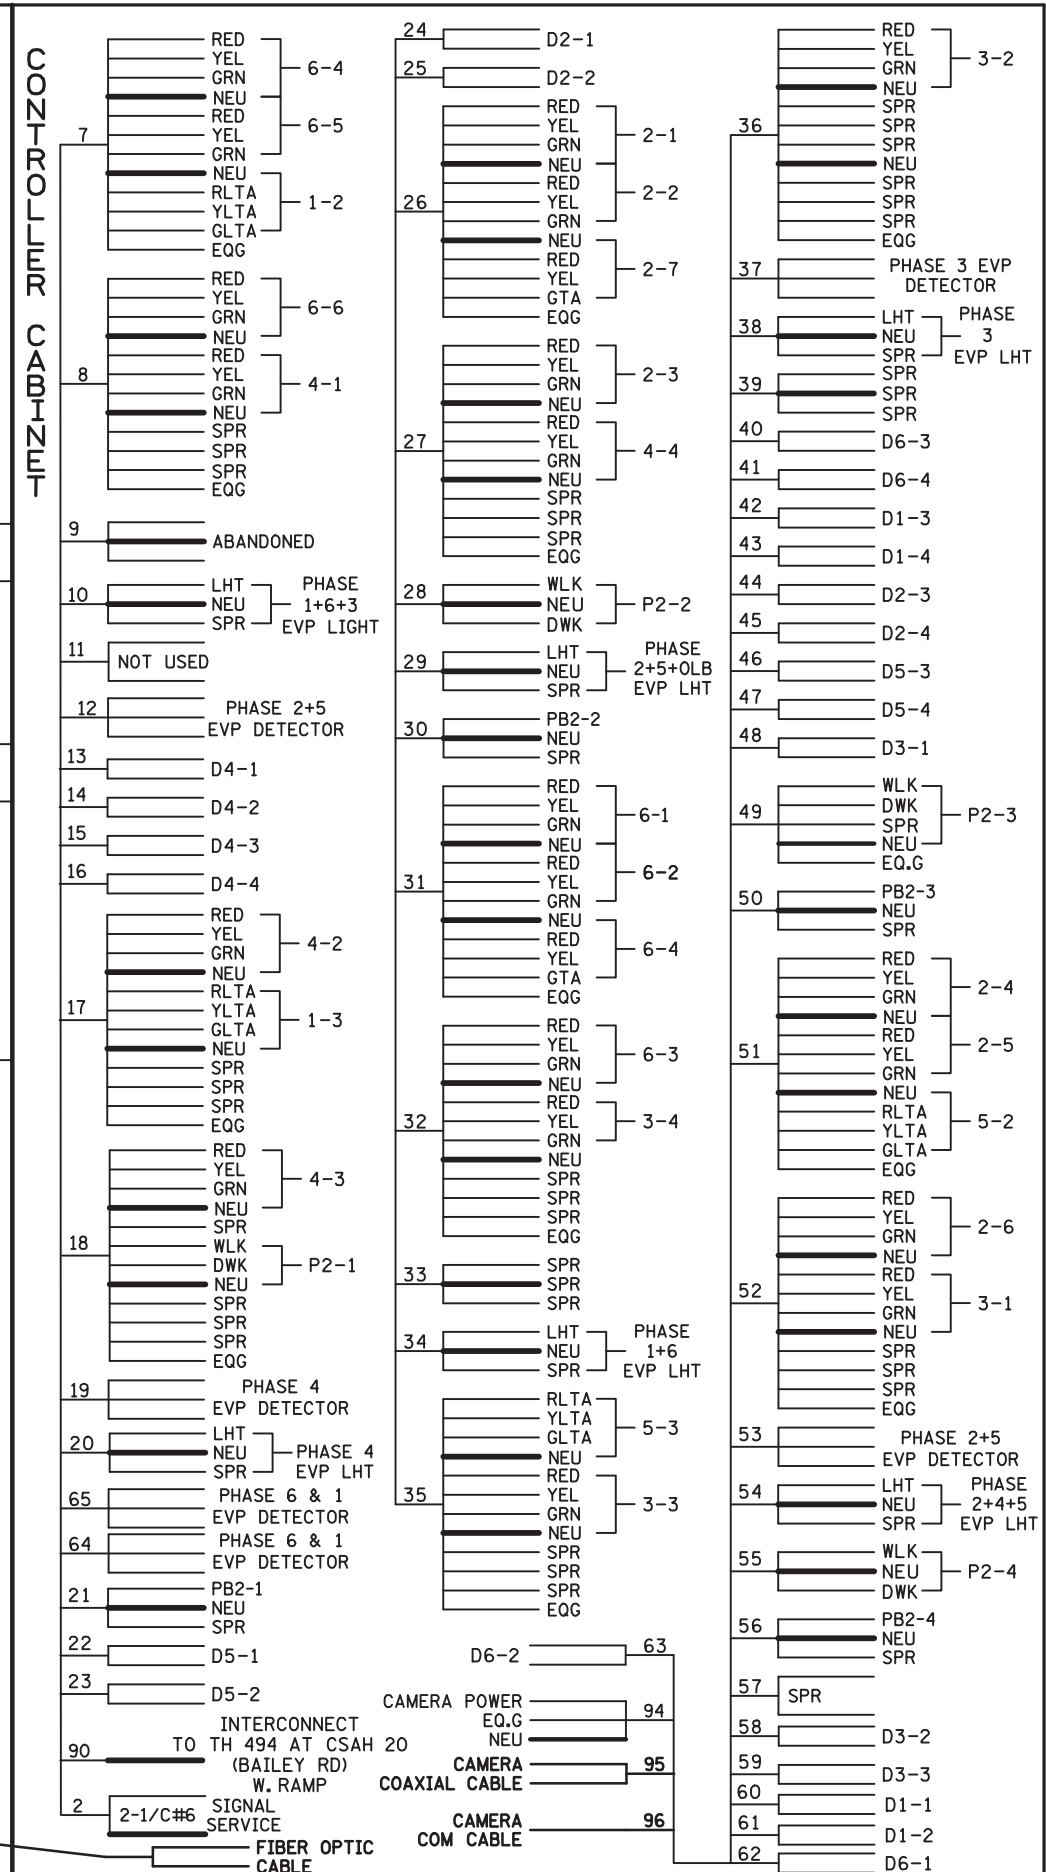 CONTROLLER CABINET
7
RED
YEL
GRN
NEU
6-4
RED
YEL
GRN
NEU
6-5
RLTA
YLTA
GLTA
1-2
EQG
8
RED
YEL
GRN
NEU
6-6
RED
YEL
GRN
NEU
4-1
SPR
SPR
SPR
EQG
9
ABANDONED
10
LHT
NEU
SPR
PHASE
1+6+3
EVP LIGHT
11
NOT USED
12
PHASE 2+5
EVP DETECTOR
13
D4-1
14
D4-2
15
D4-3
16
D4-4
17
RED
YEL
GRN
NEU
4-2
RLTA
YLTA
GLTA
NEU
1-3
SPR
SPR
SPR
EQG
18
RED
YEL
GRN
NEU
4-3
SPR
WLK
DWK
NEU
P2-1
SPR
SPR
SPR
EQG
19
PHASE 4
EVP DETECTOR
20
LHT
NEU
SPR
PHASE 4
EVP LHT
65
PHASE 6 & 1
EVP DETECTOR
64
PHASE 6 & 1
EVP DETECTOR
21
PB2-1
NEU
SPR
22
D5-1
23
D5-2
90
INTERCONNECT
TO TH 494 AT CSAH 20
(BAILEY RD)
W. RAMP
2
2-1/C#6
SIGNAL
SERVICE
FIBER OPTIC
CABLE
24
D2-1
25
D2-2
26
RED
YEL
GRN
NEU
2-1
RED
YEL
GRN
NEU
2-2
RED
YEL
GTA
2-7
EQG
27
RED
YEL
GRN
NEU
2-3
RED
YEL
GRN
NEU
4-4
SPR
SPR
SPR
EQG
28
WLK
NEU
DWK
P2-2
29
LHT
NEU
SPR
PHASE
2+5+OLB
EVP LHT
30
PB2-2
NEU
SPR
31
RED
YEL
GRN
NEU
6-1
RED
YEL
GRN
NEU
6-2
RED
YEL
GTA
6-4
EQG
32
RED
YEL
GRN
NEU
6-3
RED
YEL
GRN
NEU
3-4
SPR
SPR
SPR
EQG
33
SPR
SPR
SPR
34
LHT
NEU
SPR
PHASE
1+6
EVP LHT
35
RLTA
YLTA
GLTA
NEU
5-3
RED
YEL
GRN
NEU
3-3
SPR
SPR
SPR
EQG
D6-2
63
CAMERA POWER
EQ.G
NEU
94
CAMERA
COAXIAL CABLE
95
CAMERA
COM CABLE
96
36
RED
YEL
GRN
NEU
3-2
SPR
SPR
SPR
NEU
SPR
SPR
SPR
EQG
37
PHASE 3 EVP
DETECTOR
38
LHT
NEU
SPR
PHASE
3
EVP LHT
39
SPR
SPR
SPR
40
D6-3
41
D6-4
42
D1-3
43
D1-4
44
D2-3
45
D2-4
46
D5-3
47
D5-4
48
D3-1
49
WLK
DWK
SPR
NEU
EQ.G
P2-3
50
PB2-3
NEU
SPR
51
RED
YEL
GRN
NEU
2-4
RED
YEL
GRN
NEU
2-5
RLTA
YLTA
GLTA
5-2
EQG
52
RED
YEL
GRN
NEU
2-6
RED
YEL
GRN
NEU
3-1
SPR
SPR
SPR
EQG
53
PHASE 2+5
EVP DETECTOR
54
LHT
NEU
SPR
PHASE
2+4+5
EVP LHT
55
WLK
NEU
DWK
P2-4
56
PB2-4
NEU
SPR
57
SPR
58
D3-2
59
D3-3
60
D1-1
61
D1-2
62
D6-1